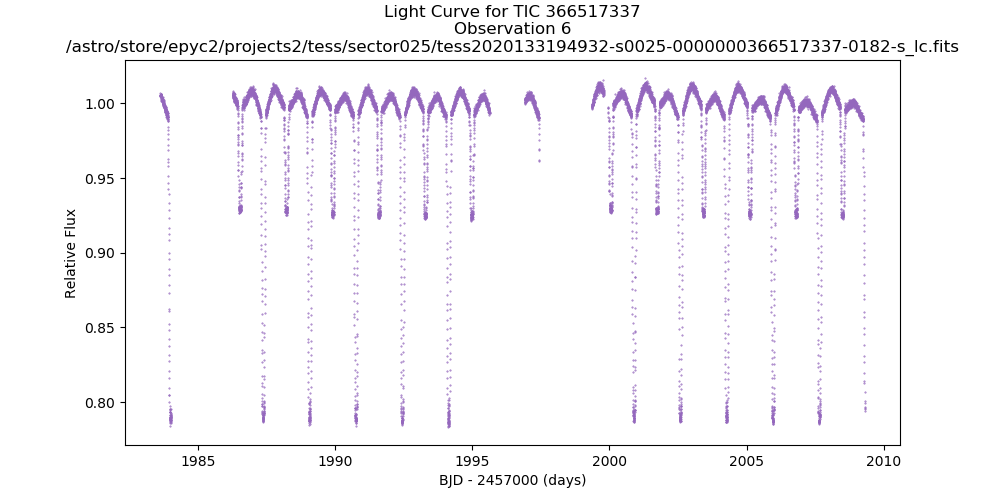 Light Curve for TIC 366517337
Observation 6
/astro/store/epyc2/projects2/tess/sector025/tess2020133194932-s0025-0000000366517337-0182-s_lc.fits
1.00
0.95
0.90
0.85
0.80
Relative Flux
1985
1990
1995
2000
2005
2010
BJD - 2457000 (days)